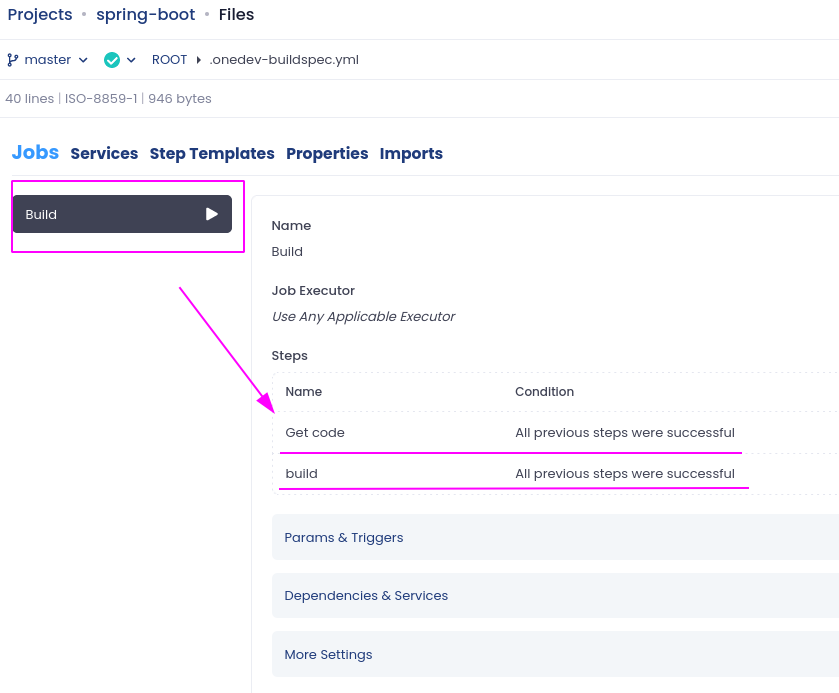 Projects • spring-boot • Files
master ROOT .onedev-buildspec.yml
40 lines | ISO-8859-1 | 946 bytes
Jobs Services Step Templates Properties Imports
Build
Name
Build
Job Executor
Use Any Applicable Executor
Steps
Name Condition
Get code All previous steps were successful
build All previous steps were successful
Params & Triggers
Dependencies & Services
More Settings